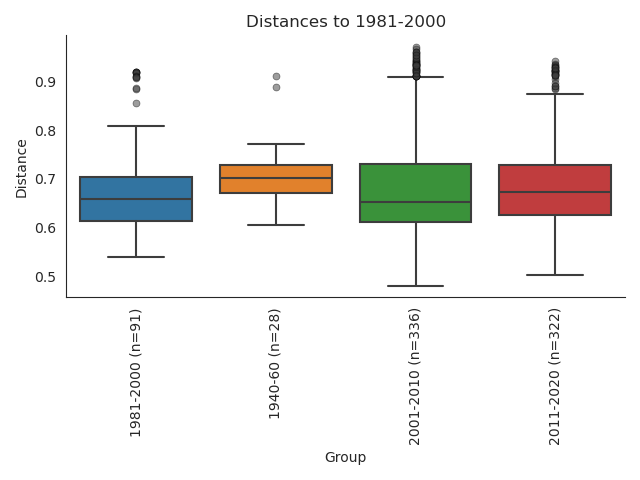 Distances to 1981-2000
Distance
0.9
0.8
0.7
0.6
0.5
1981-2000 (n=91)
1940-60 (n=28)
2001-2010 (n=336)
2011-2020 (n=322)
Group